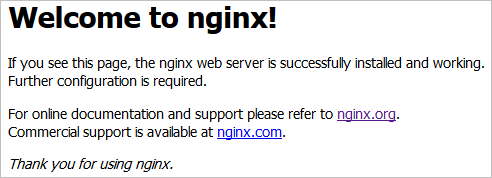 Welcome to nginx!
If you see this page, the nginx web server is successfully installed and working.
Further configuration is required.
For online documentation and support please refer to nginx.org.
Commercial support is available at nginx.com.
Thank you for using nginx.